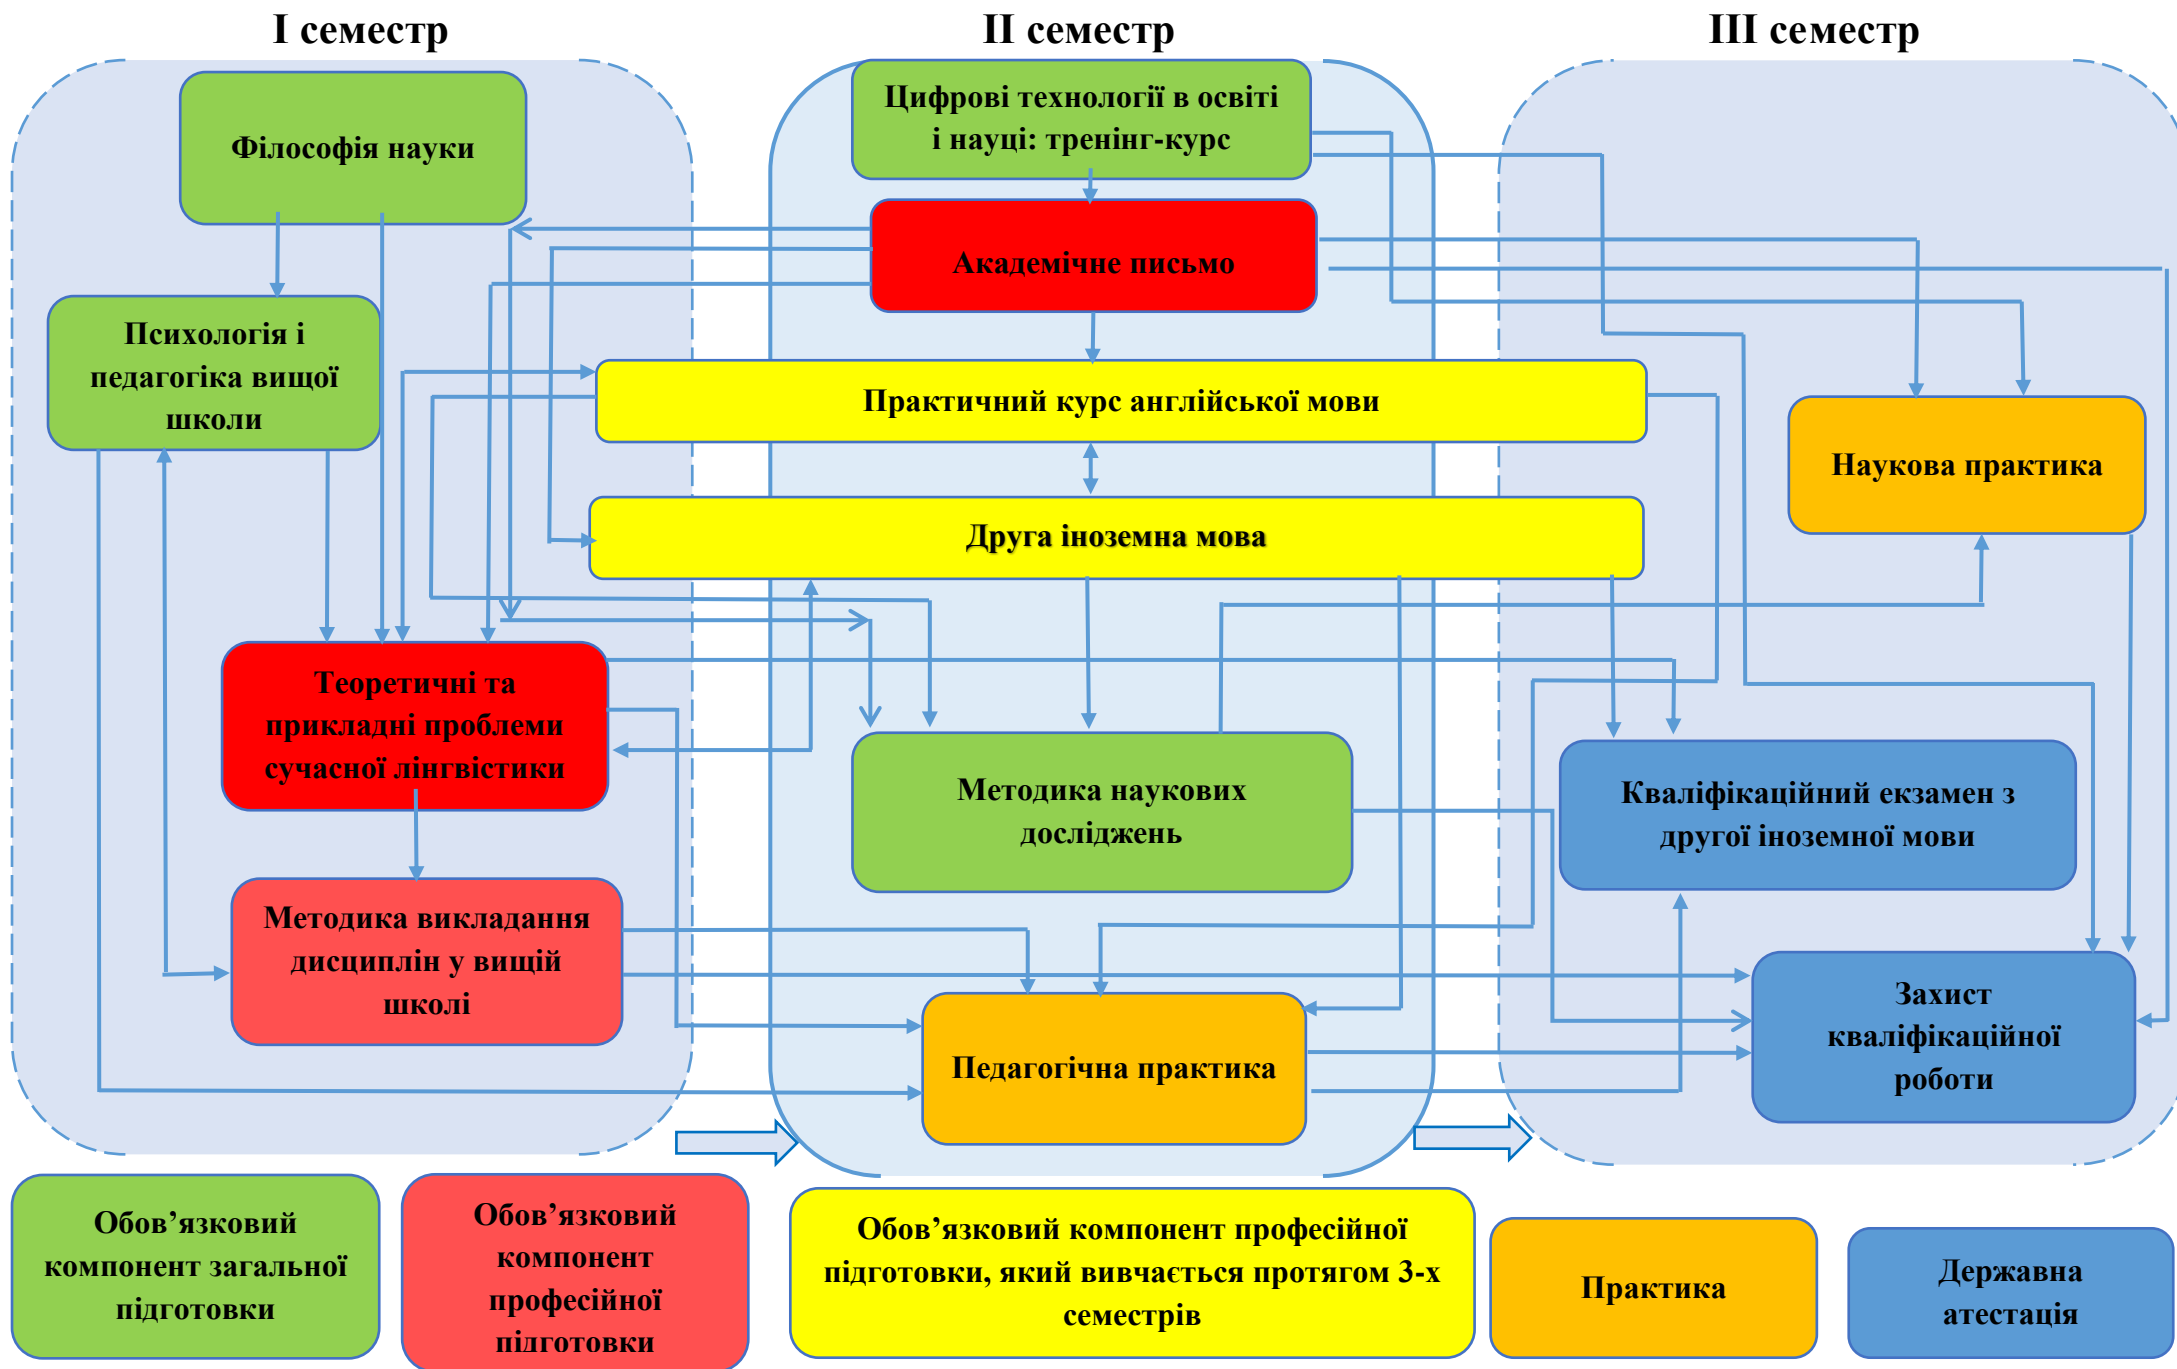 І семестр
ІІ семестр
ІІІ семестр
Філософія науки
Цифрові технології в освіті
і науці: тренінг-курс
Академічне письмо
Психологія і
педагогіка вищої
школи
Практичний курс англійської мови
Наукова практика
Друга іноземна мова
Теоретичні та
прикладні проблеми
сучасної лінгвістики
Методика наукових
досліджень
Кваліфікаційний екзамен з
другої іноземної мови
Методика викладання
дисциплін у вищій
школі
Педагогічна практика
Захист
кваліфікаційної
роботи
Обов’язковий
компонент загальної
підготовки
Обов’язковий
компонент
професійної
підготовки
Обов’язковий компонент професійної
підготовки, який вивчається протягом 3-х
семестрів
Практика
Державна
атестація